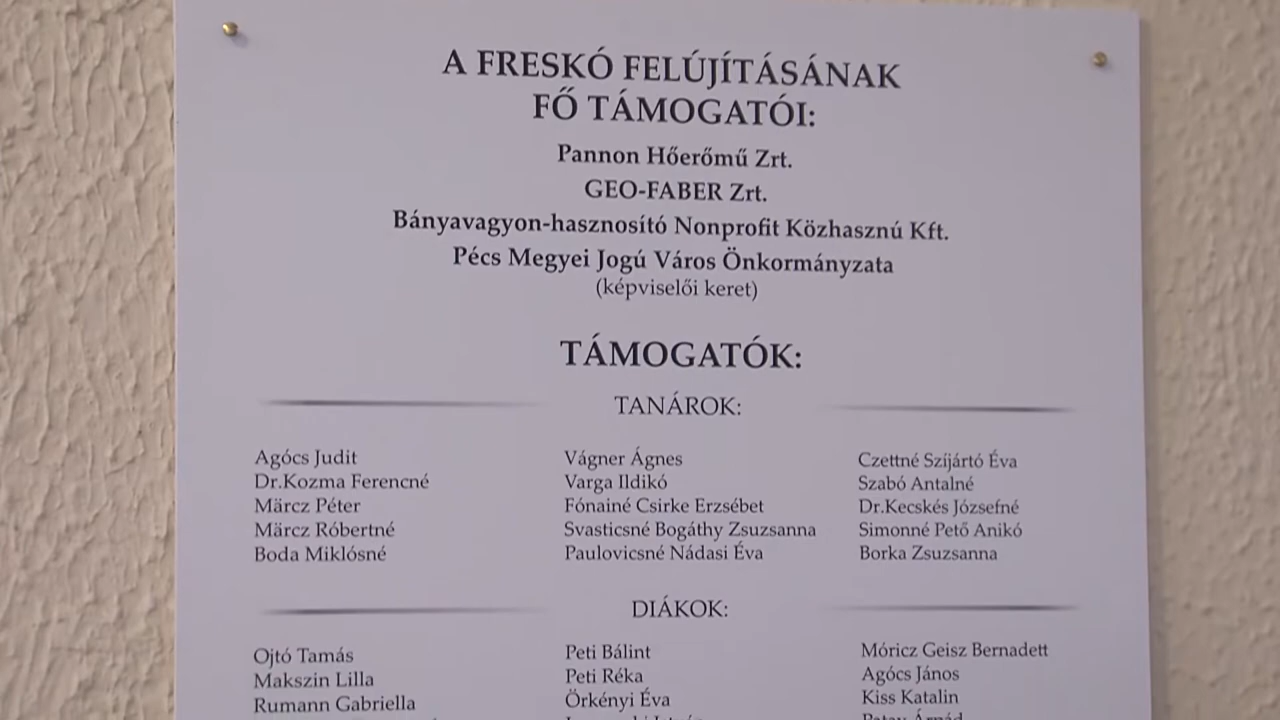 A FRESKÓ FELÚJÍTÁSÁNAK
FŐ TÁMOGATÓI:
Pannon Hőerőmű Zrt.
GEO-FABER Zrt.
Bányavagyon-hasznosító Nonprofit Közhasznú Kft.
Pécs Megyei Jogú Város Önkormányzata
(képviselői keret)
TÁMOGATÓK:
TANÁROK:
Agócs Judit
Dr.Kozma Ferencné
Märcz Péter
Märcz Róbertné
Boda Miklósné
Vágner Ágnes
Varga Ildikó
Fónainé Csirke Erzsébet
Svasticsné Bogáthy Zsuzsanna
Paulovicsné Nádasi Éva
Czettné Szíjártó Éva
Szabó Antalné
Dr.Kecskés Józsefné
Simonné Pető Anikó
Borka Zsuzsanna
DIÁKOK:
Ojtó Tamás
Makszin Lilla
Rumann Gabriella
Peti Bálint
Peti Réka
Örkényi Éva
Móricz Geisz Bernadett
Agócs János
Kiss Katalin